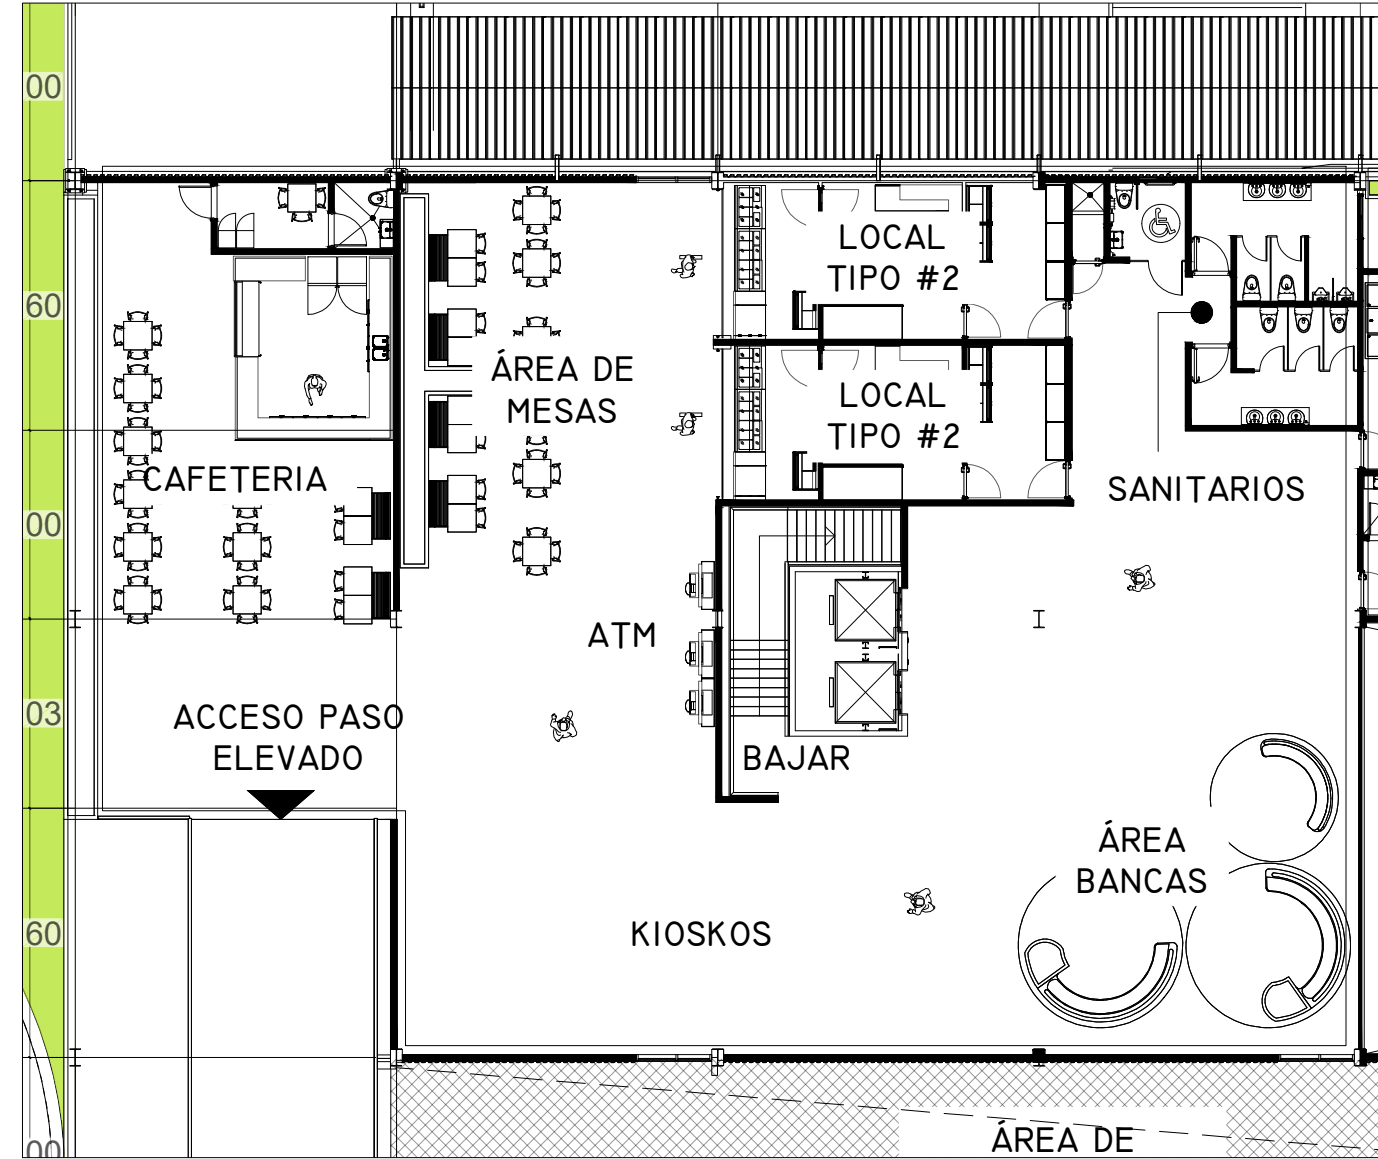 00
60
00
03
60
00
LOCAL
TIPO #2
ÁREA DE
MESAS
LOCAL
TIPO #2
CAFETERIA
SANITARIOS
ATM
ACCESO PASO
ELEVADO
BAJAR
ÁREA
BANCAS
KIOSKOS
ÁREA DE